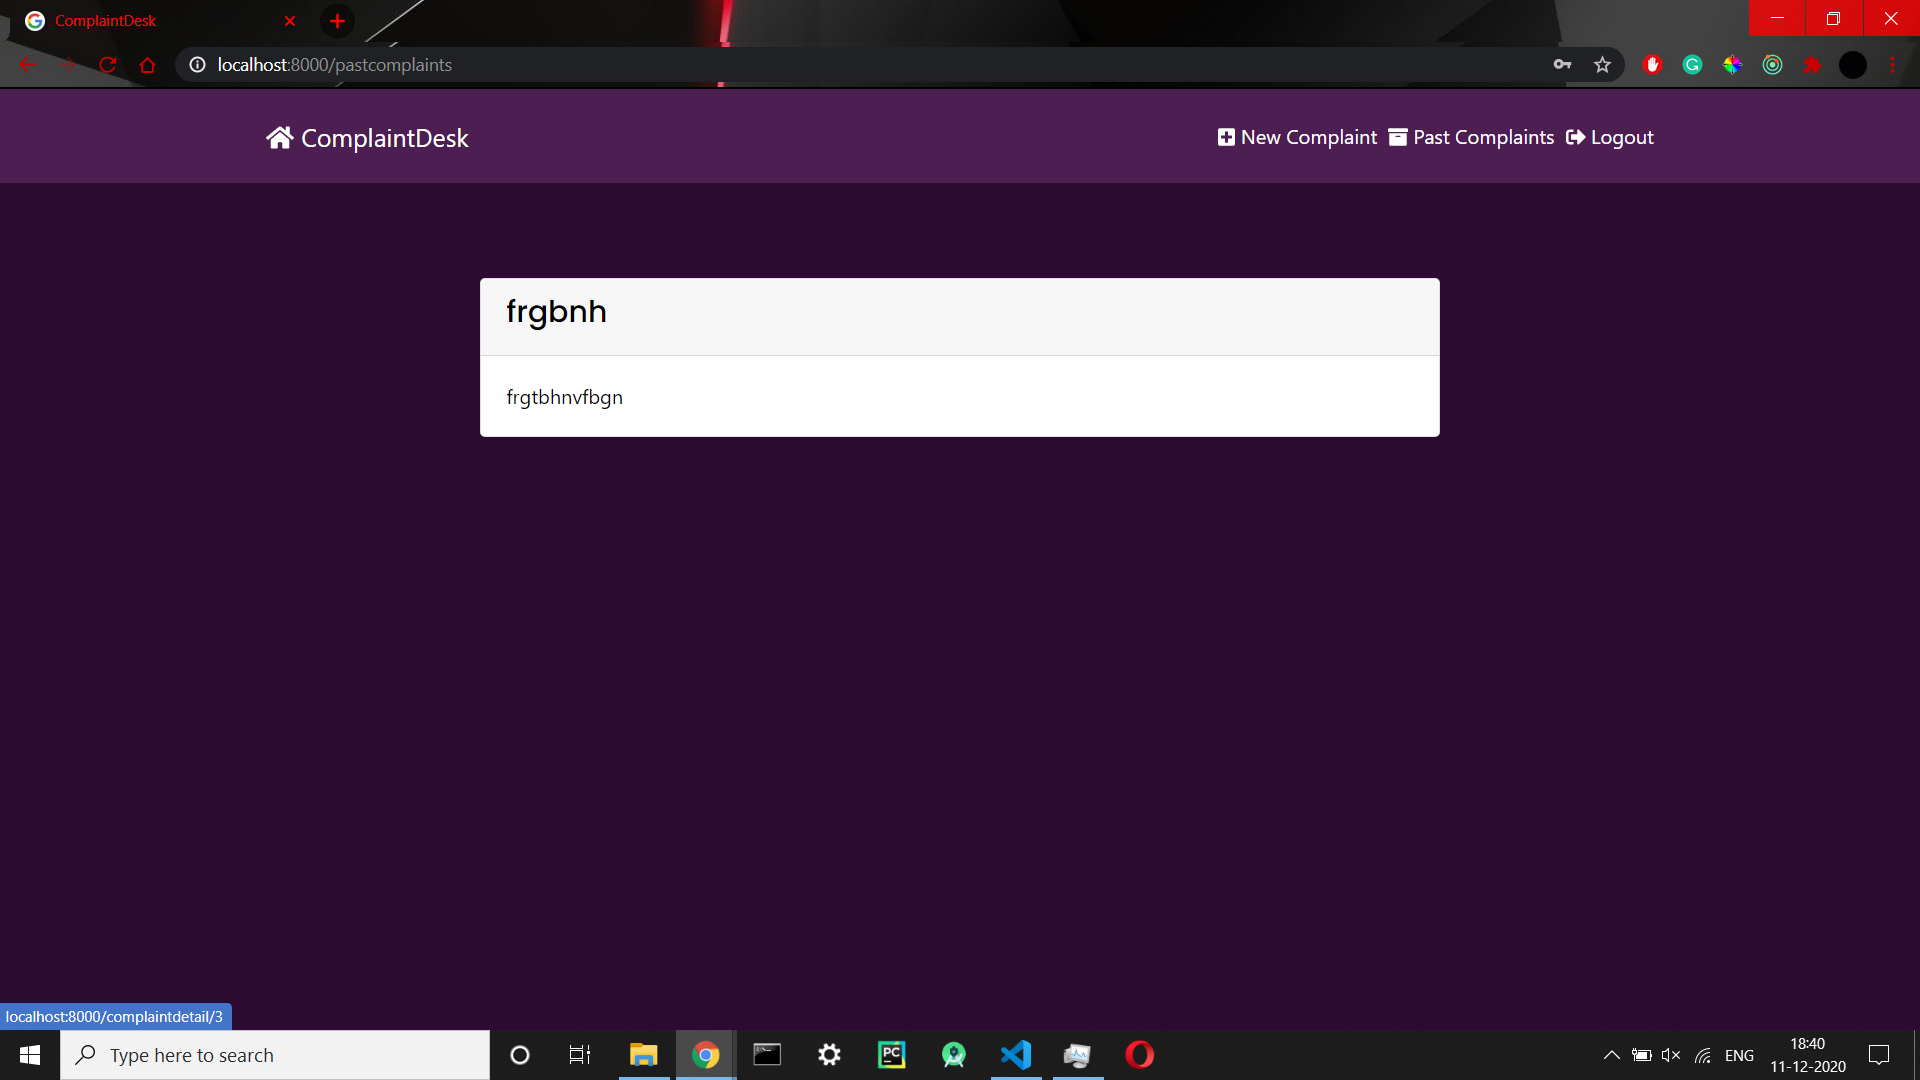 ComplaintDesk
localhost:8000/pastcomplaints
ComplaintDesk
New Complaint Past Complaints Logout
frgbnh
frgtbhnvfbgn
localhost:8000/complaintdetail/3
Type here to search
PC
ENG
18:40
11-12-2020